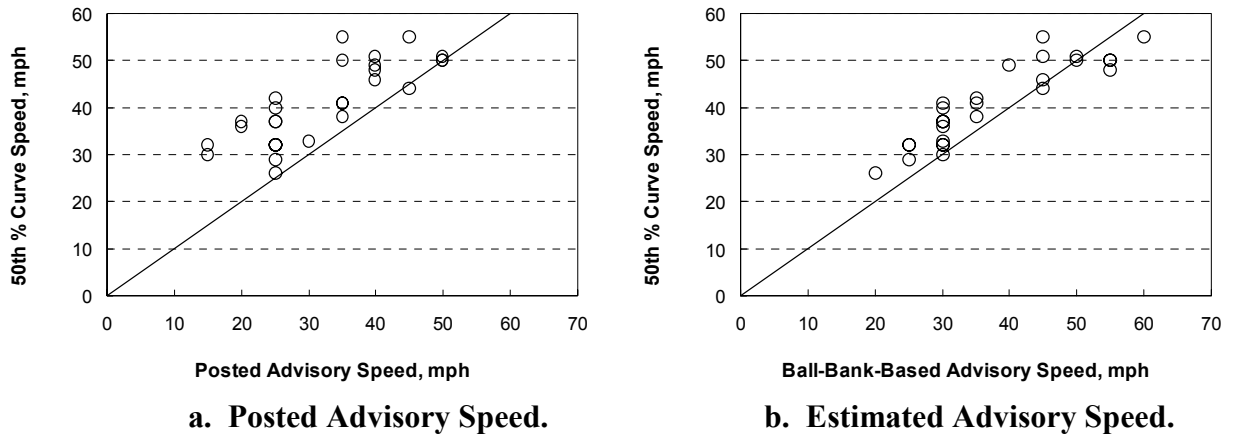 50th % Curve Speed, mph
60
50
40
30
20
10
0
0 10 20 30 40 50 60 70
Posted Advisory Speed, mph
a. Posted Advisory Speed.
50th % Curve Speed, mph
60
50
40
30
20
10
0
0 10 20 30 40 50 60 70
Ball-Bank-Based Advisory Speed, mph
b. Estimated Advisory Speed.